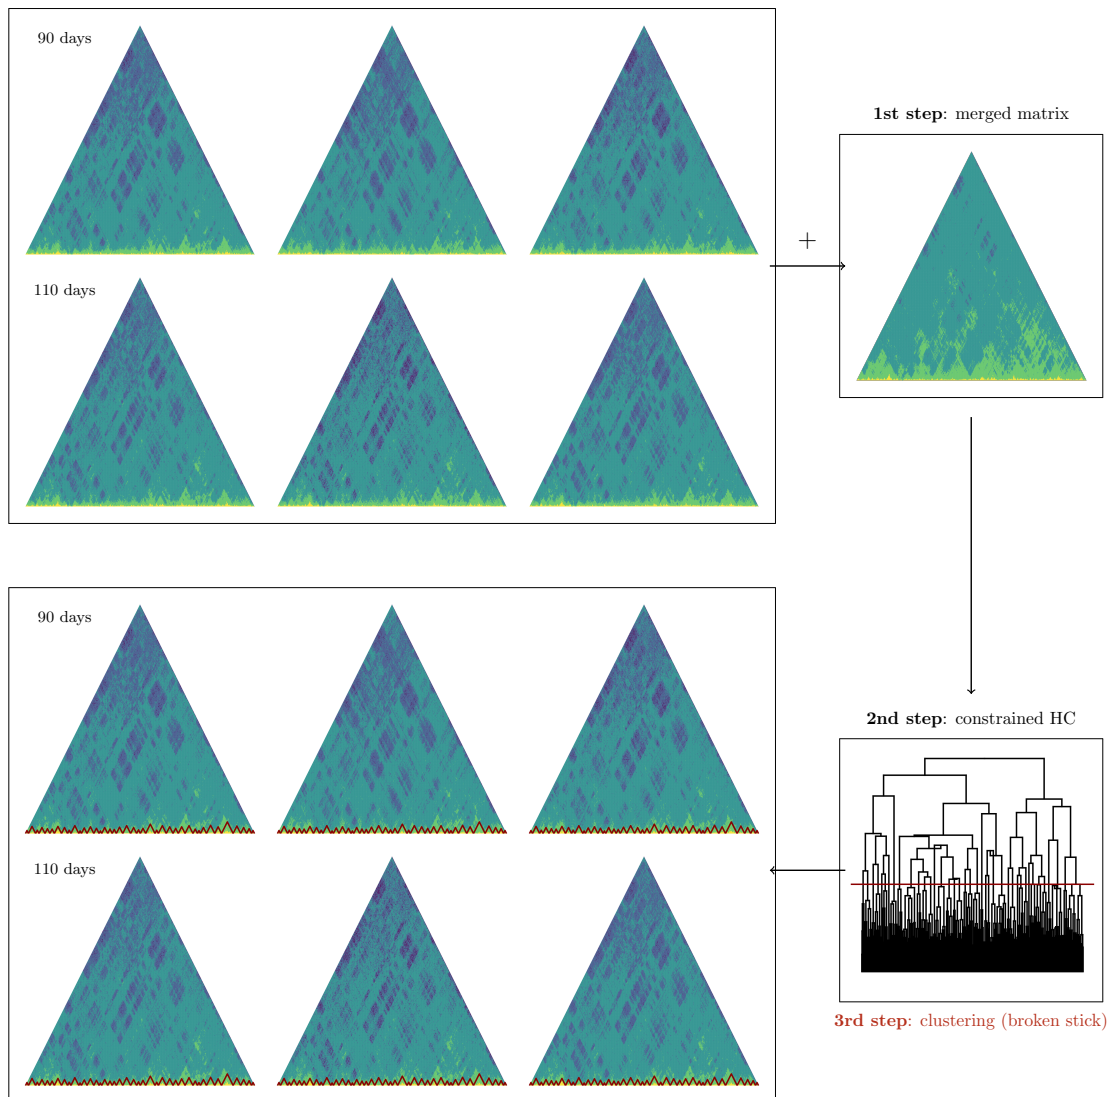 90 days
1st step: merged matrix
+
110 days
90 days
2nd step: constrained HC
110 days
3rd step: clustering (broken stick)